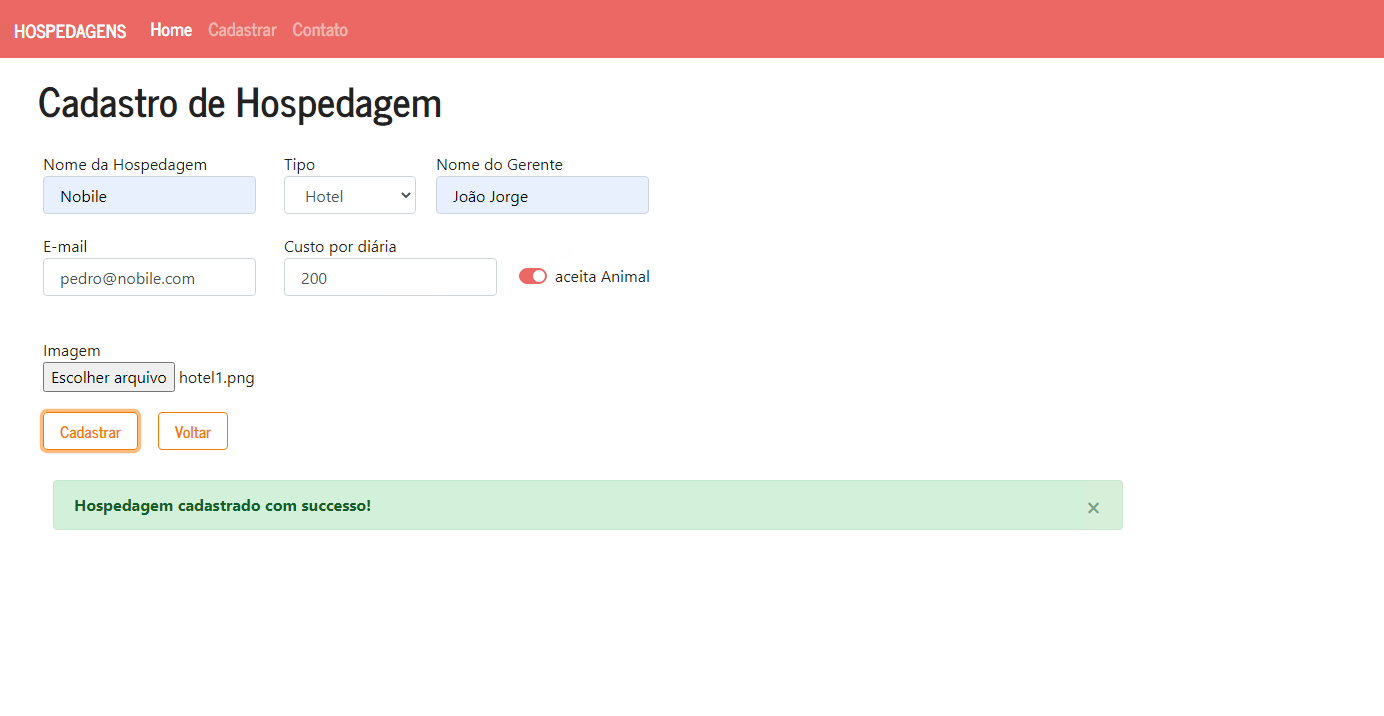 HOSPEDAGENS Home Cadastrar Contato
Cadastro de Hospedagem
Nome da Hospedagem Tipo Nome do Gerente
Nobile Hotel João Jorge
E-mail Custo por diária
pedro@nobile.com 200 aceita Animal
Imagem
Escolher arquivo hotel1.png
Cadastrar Voltar
Hospedagem cadastrado com successo! ×